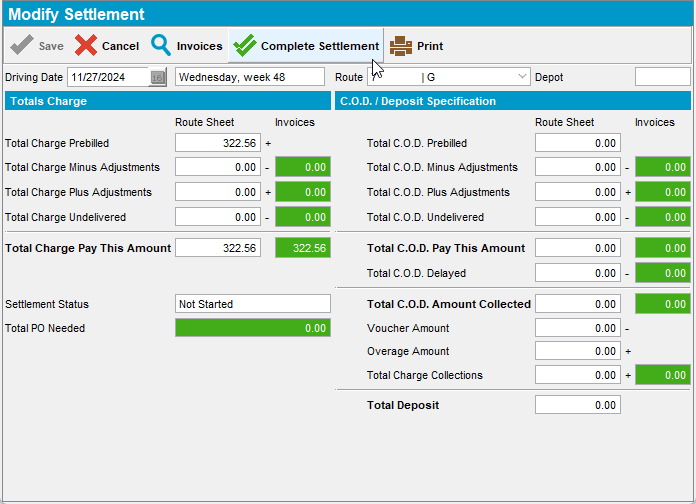 Modify Settlement
Save Cancel Invoices Complete Settlement Print
Driving Date 11/27/2024 16 Wednesday, week 48 Route | G Depot
Totals Charge C.O.D. / Deposit Specification
Route Sheet Invoices Route Sheet Invoices
Total Charge Prebilled 322.56 + Total C.O.D. Prebilled 0.00
Total Charge Minus Adjustments 0.00 - 0.00 Total C.O.D. Minus Adjustments 0.00 - 0.00
Total Charge Plus Adjustments 0.00 + 0.00 Total C.O.D. Plus Adjustments 0.00 + 0.00
Total Charge Undelivered 0.00 - 0.00 Total C.O.D. Undelivered 0.00 - 0.00
Total Charge Pay This Amount 322.56 322.56 Total C.O.D. Pay This Amount 0.00 0.00
Total C.O.D. Delayed 0.00 - 0.00
Settlement Status Not Started Total C.O.D. Amount Collected 0.00 0.00
Total PO Needed 0.00 Voucher Amount 0.00 -
Overage Amount 0.00 +
Total Charge Collections 0.00 + 0.00
Total Deposit 0.00